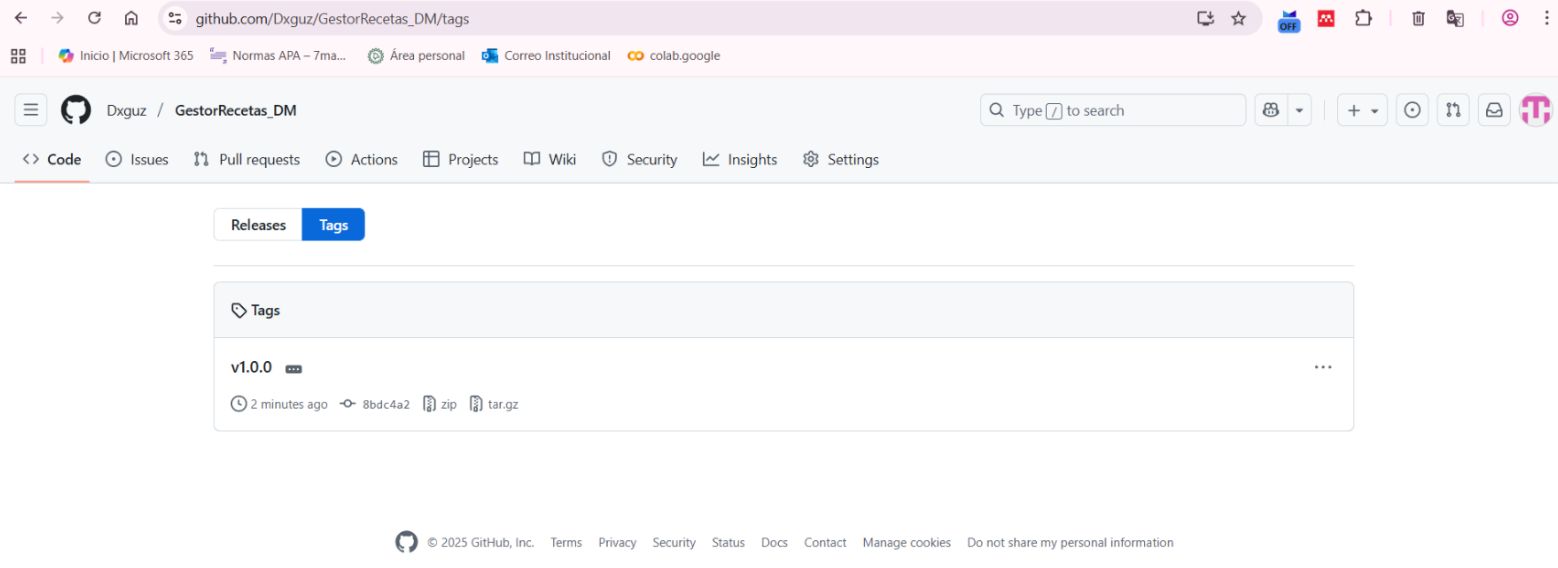 github.com/Dxguz/GestorRecetas_DM/tags
OFF
Inicio | Microsoft 365 Normas APA – 7ma... Área personal Correo Institucional colab.google
Dxguz / GestorRecetas_DM Type / to search
Code Issues Pull requests Actions Projects Wiki Security Insights Settings
Releases Tags
Tags
v1.0.0
2 minutes ago 8bdc4a2 zip tar.gz
© 2025 GitHub, Inc. Terms Privacy Security Status Docs Contact Manage cookies Do not share my personal information